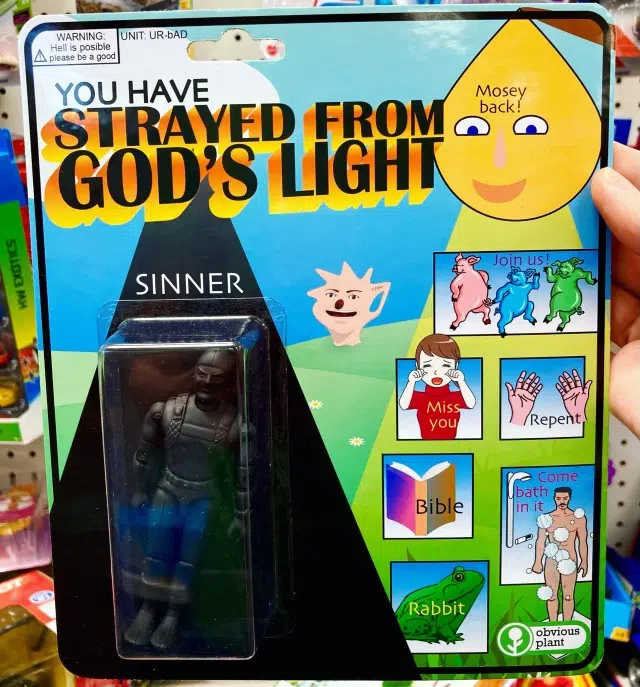 WARNING:
Hell is posible
please be a good
UNIT: UR-bAD
YOU HAVE
STRAYED FROM
GOD'S LIGHT
Mosey
back!
SINNER
Join us!
Miss
you
Repent
Bible
Come
bath
in it
Rabbit
obvious
plant
HW EXOTICS